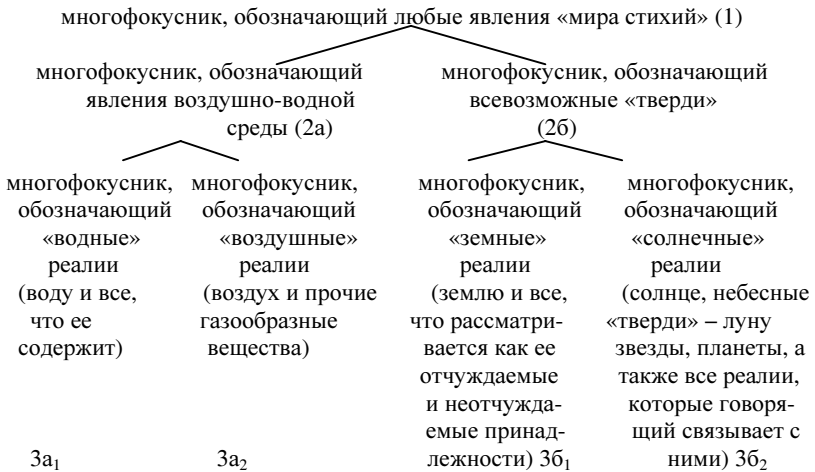 многофокусник, обозначающий любые явления «мира стихий» (1)
многофокусник, обозначающий
явления воздушно-водной
среды (2а)
многофокусник, обозначающий
всевозможные «тверди»
(2б)
многофокусник,
обозначающий
«водные»
реалии
(воду и все,
что ее
содержит)
3а₁
многофокусник,
обозначающий
«воздушные»
реалии
(воздух и прочие
газообразные
вещества)
3а₂
многофокусник,
обозначающий
«земные»
реалии
(землю и все,
что рассматри-
вается как ее
отчуждаемые
и неотчужда-
емые принад-
лежности) 3б₁
многофокусник,
обозначающий
«солнечные»
реалии
(солнце, небесные
«тверди» – луну
звезды, планеты, а
также все реалии,
которые говоря-
щий связывает с
ними) 3б₂